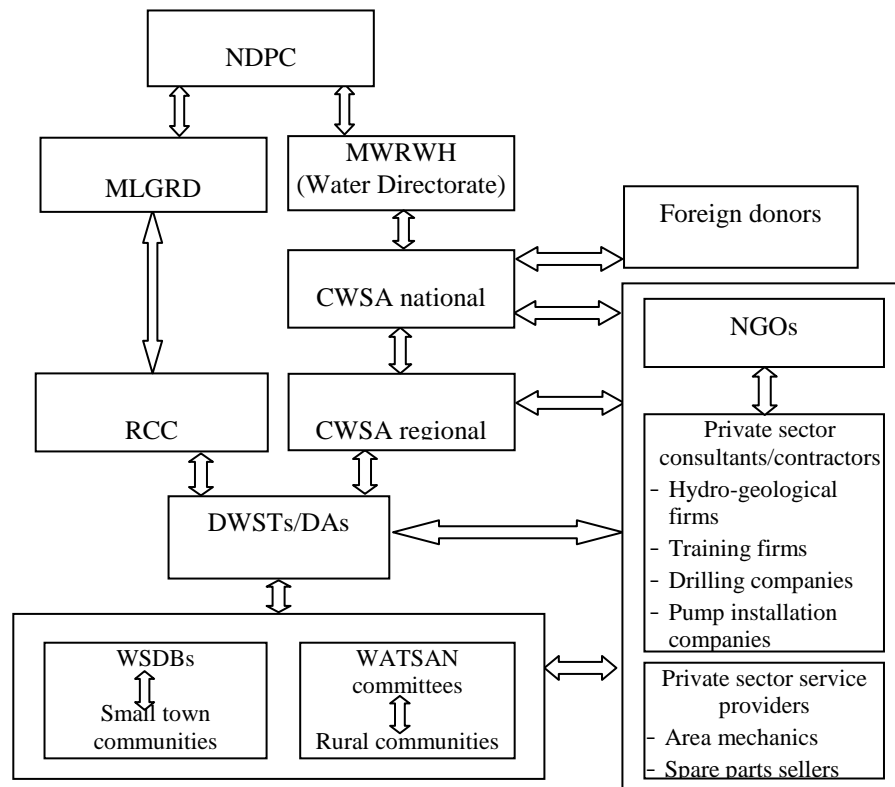 NDPC
MLGRD
MWRWH
(Water Directorate)
Foreign donors
CWSA national
NGOs
RCC
CWSA regional
Private sector
consultants/contractors
- Hydro-geological
firms
- Training firms
- Drilling companies
- Pump installation
companies
DWSTs/DAs
WSDBs
Small town
communities
WATSAN
committees
Rural communities
Private sector service
providers
- Area mechanics
- Spare parts sellers